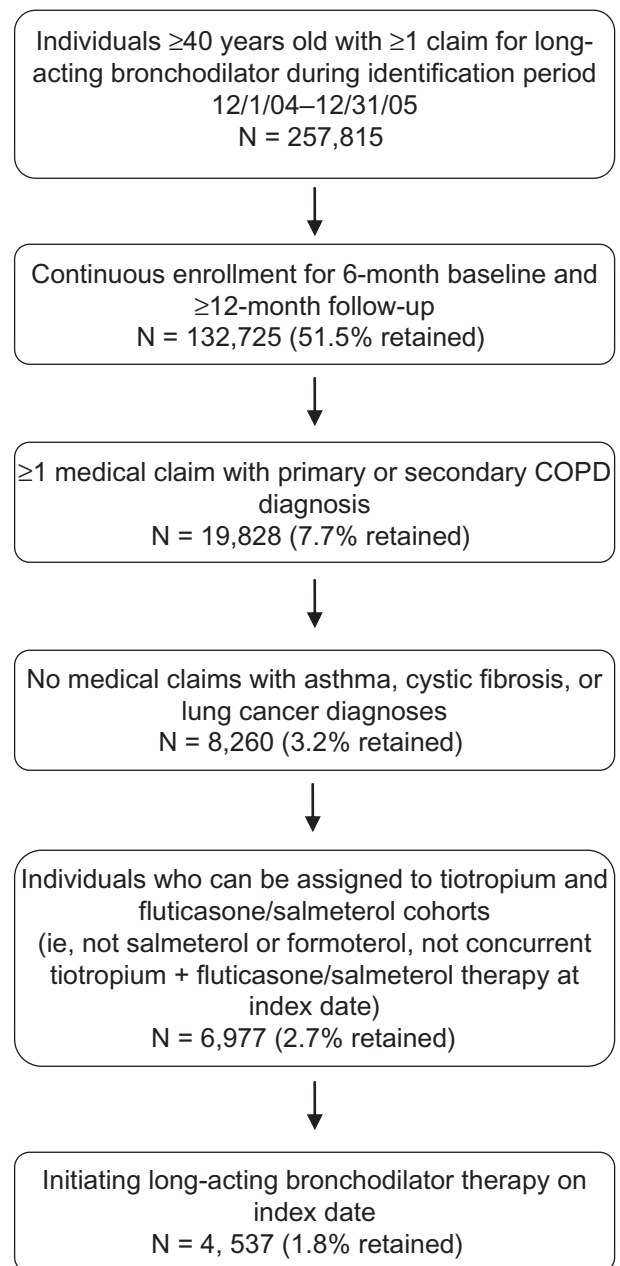 Individuals ≥40 years old with ≥1 claim for long-
acting bronchodilator during identification period
12/1/04–12/31/05
N = 257,815
Continuous enrollment for 6-month baseline and
≥12-month follow-up
N = 132,725 (51.5% retained)
≥1 medical claim with primary or secondary COPD
diagnosis
N = 19,828 (7.7% retained)
No medical claims with asthma, cystic fibrosis, or
lung cancer diagnoses
N = 8,260 (3.2% retained)
Individuals who can be assigned to tiotropium and
fluticasone/salmeterol cohorts
(ie, not salmeterol or formoterol, not concurrent
tiotropium + fluticasone/salmeterol therapy at
index date)
N = 6,977 (2.7% retained)
Initiating long-acting bronchodilator therapy on
index date
N = 4, 537 (1.8% retained)